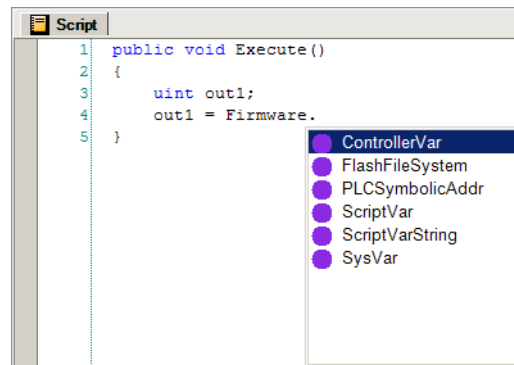 Script
1 public void Execute()
2 {
3 uint out1;
4 out1 = Firmware.
5 }
ControllerVar
FlashFileSystem
PLCSymbolicAddr
ScriptVar
ScriptVarString
SysVar